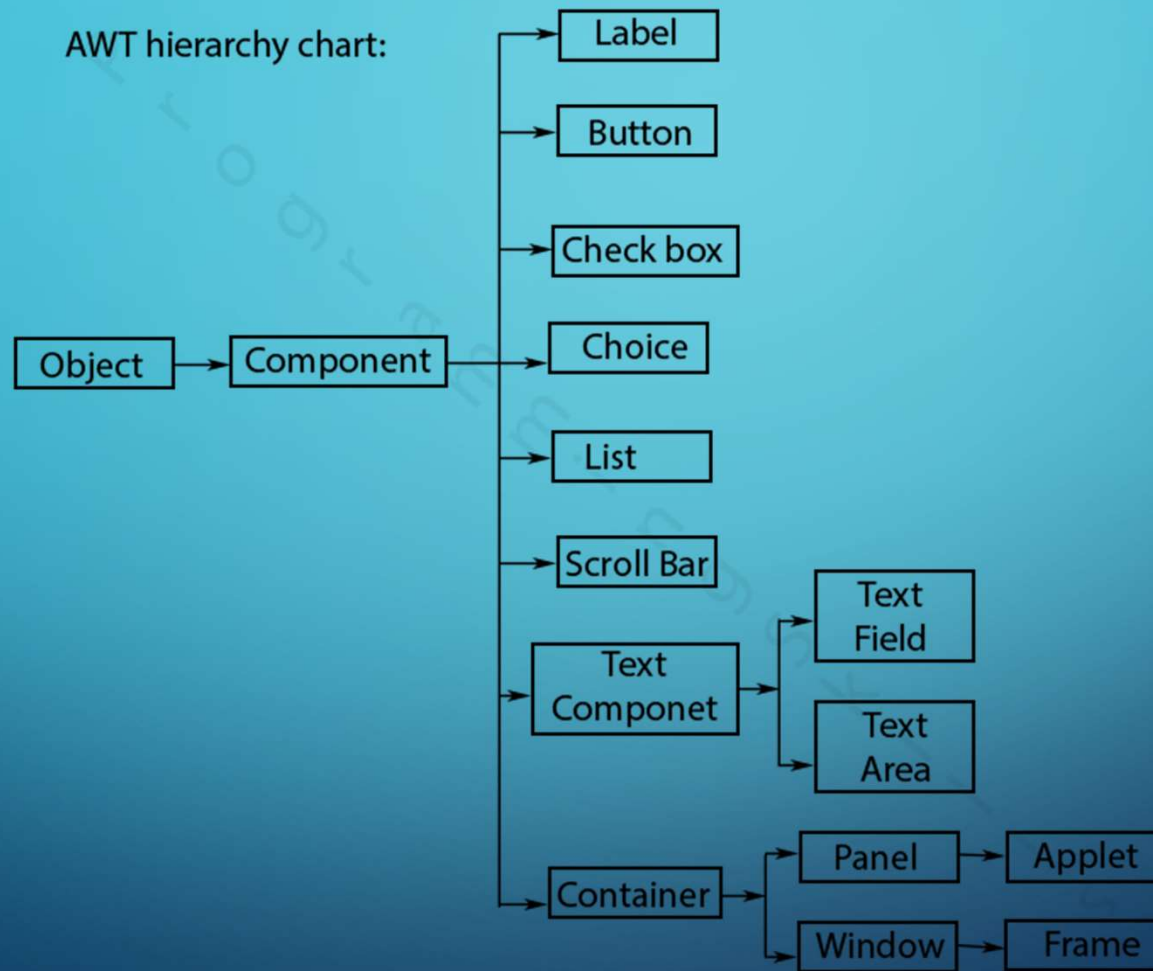 AWT hierarchy chart:
Label
Button
Check box
Object
Component
Choice
List
Scroll Bar
Text
Componet
Text
Field
Text
Area
Container
Panel
Applet
Window
Frame